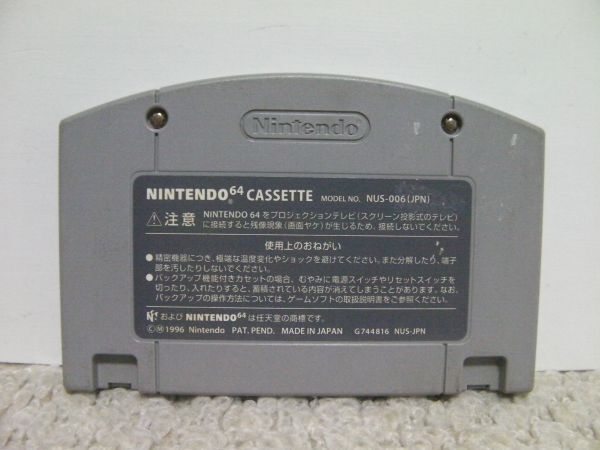 Nintendo
NINTENDO64 CASSETTE MODEL NO. NUS-006(JPN)
⚠注意 NINTENDO 64 をプロジェクションテレビ(スクリーン投影式のテレビ)
に接続すると残像現象(画面ヤケ)が生じるため、接続しないでください。
使用上のおねがい
●精密機器につき、極端な温度変化やショックを避けてください。また分解したり、端子
部を汚したりしないでください。
●バックアップ機能付きカセットの場合、むやみに電源スイッチやリセットスイッチを
切ったり、入れたりすると、蓄積されている内容が消えてしまうことがあります。なお、
バックアップの操作方法については、ゲームソフトの取扱説明書をご参照ください。
N および NINTENDO64 は任天堂の商標です。
©Ⓜ1996 Nintendo PAT. PEND. MADE IN JAPAN G744816 NUS-JPN